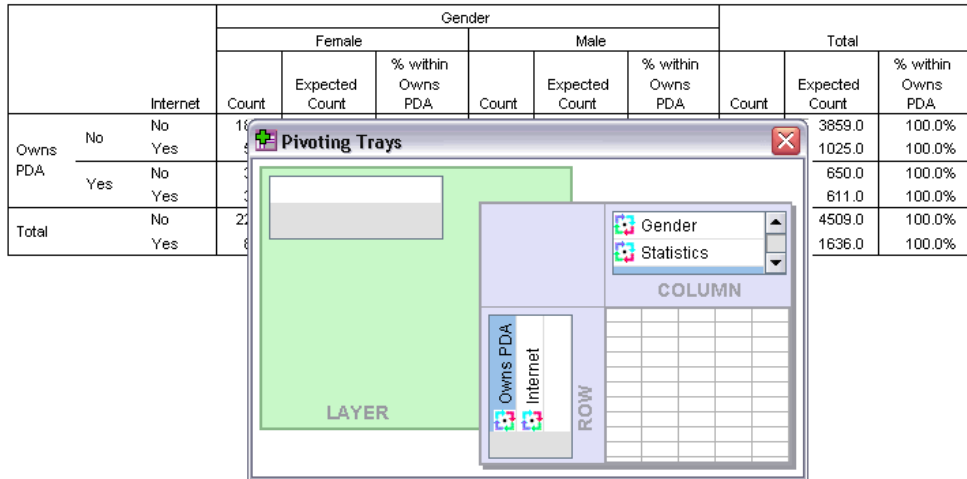 Gender
Female Male Total
Internet Count Expected Count % within Owns PDA Count Expected Count % within Owns PDA Count Expected Count % within Owns PDA
Owns PDA No No 3859.0 100.0%
Yes 1025.0 100.0%
Yes No 650.0 100.0%
Yes 611.0 100.0%
Total No 4509.0 100.0%
Yes 1636.0 100.0%
Pivoting Trays
Gender
Statistics
COLUMN
Owns PDA
Internet
ROW
LAYER